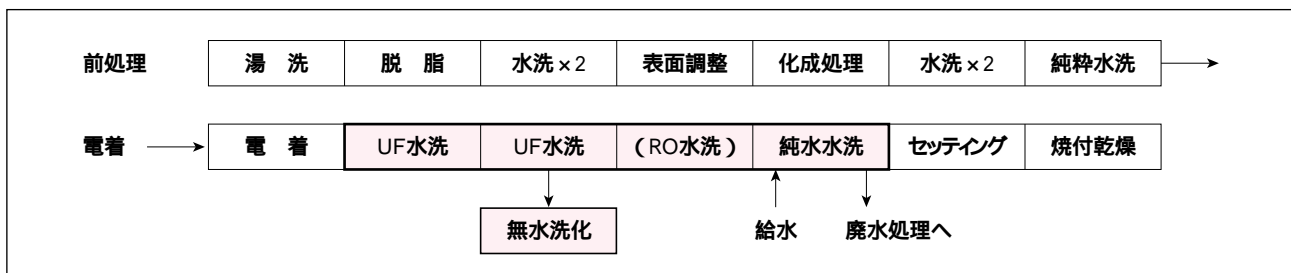 前処理 湯 洗 脱 脂 水洗×2 表面調整 化成処理 水洗×2 純粋水洗
電着 電 着 UF水洗 UF水洗 (RO水洗) 純水水洗 セッティング 焼付乾燥
無水洗化 給水 廃水処理へ